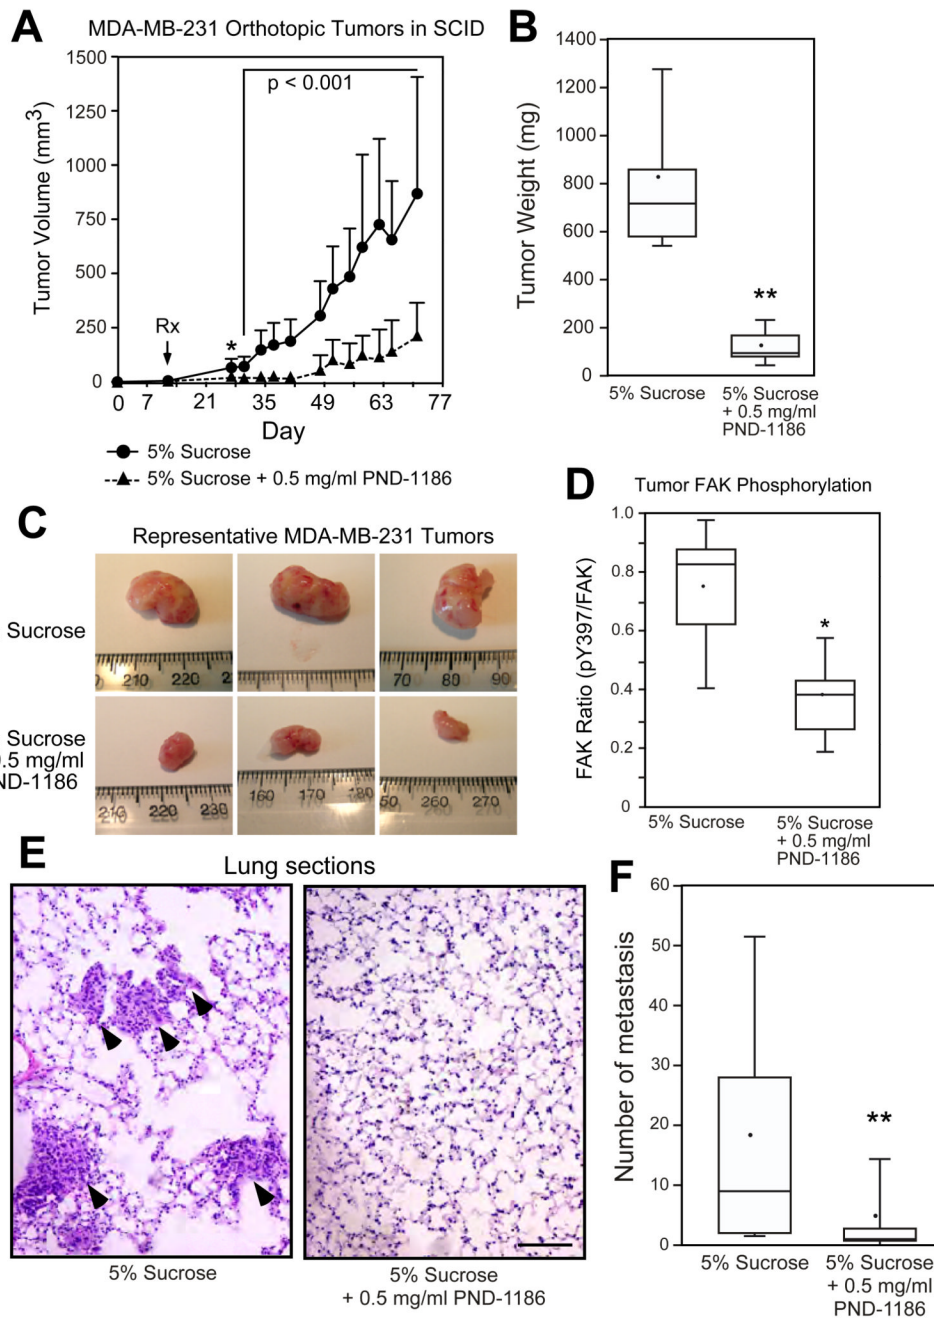 A
MDA-MB-231 Orthotopic Tumors in SCID
1500
1250
1000
750
500
250
0
Tumor Volume (mm3)
p < 0.001
Rx
*
0 7 21 35 49 63 77
Day
5% Sucrose
5% Sucrose + 0.5 mg/ml PND-1186
B
1400
1200
1000
800
600
400
200
0
Tumor Weight (mg)
**
5% Sucrose
5% Sucrose
+ 0.5 mg/ml
PND-1186
C
Representative MDA-MB-231 Tumors
Sucrose
210 220 2
70 80 90
Sucrose
0.5 mg/ml
ND-1186
210 220 230
160 170 180
50 260 270
D
Tumor FAK Phosphorylation
1.0
0.8
0.6
0.4
0.2
0
FAK Ratio (pY397/FAK)
*
5% Sucrose
5% Sucrose
+ 0.5 mg/ml
PND-1186
E
Lung sections
5% Sucrose
5% Sucrose
+ 0.5 mg/ml PND-1186
F
60
50
40
30
20
10
0
Number of metastasis
**
5% Sucrose
5% Sucrose
+ 0.5 mg/ml
PND-1186